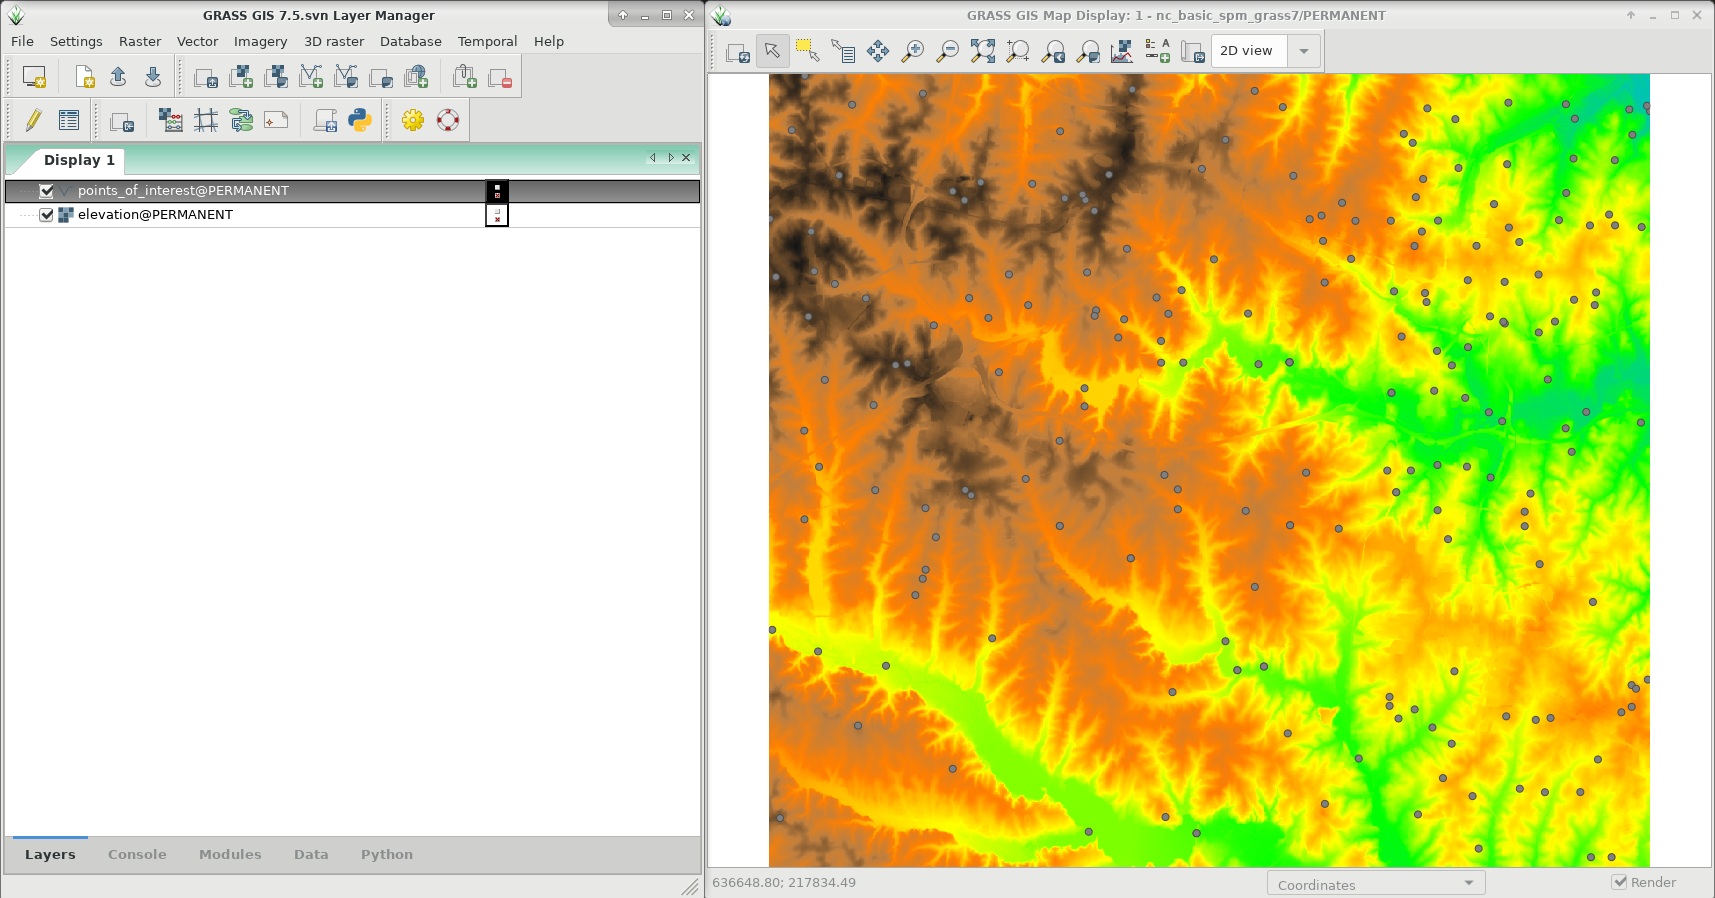 GRASS GIS 7.5.svn Layer Manager
File Settings Raster Vector Imagery 3D raster Database Temporal Help
Display 1
points_of_interest@PERMANENT
elevation@PERMANENT
Layers Console Modules Data Python
GRASS GIS Map Display: 1 - nc_basic_spm_grass7/PERMANENT
2D view
636648.80; 217834.49
Coordinates
Render